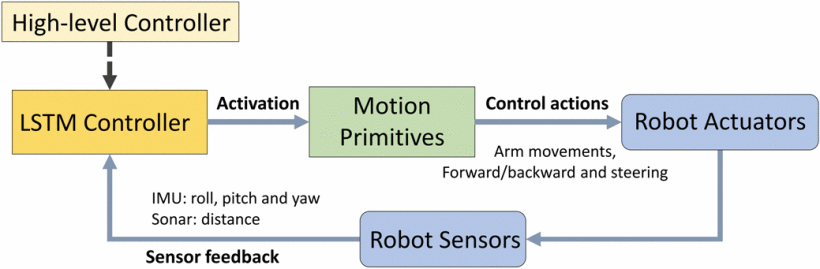 High-level Controller
LSTM Controller
Activation
Motion
Primitives
Control actions
Arm movements,
Forward/backward and steering
Robot Actuators
IMU: roll, pitch and yaw
Sonar: distance
Sensor feedback
Robot Sensors